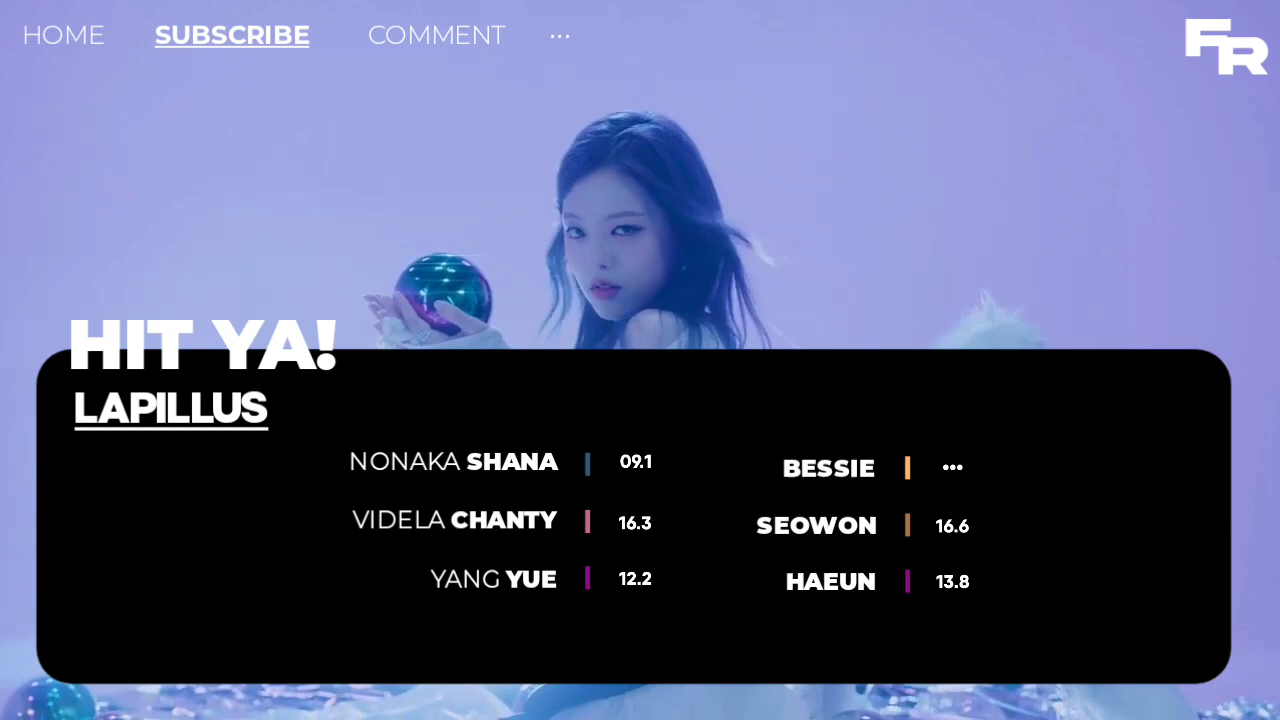 HOME SUBSCRIBE COMMENT ...
FR
HIT YA!
LAPILLUS
NONAKA SHANA | 09.1
VIDELA CHANTY | 16.3
YANG YUE | 12.2
BESSIE | ...
SEOWON | 16.6
HAEUN | 13.8